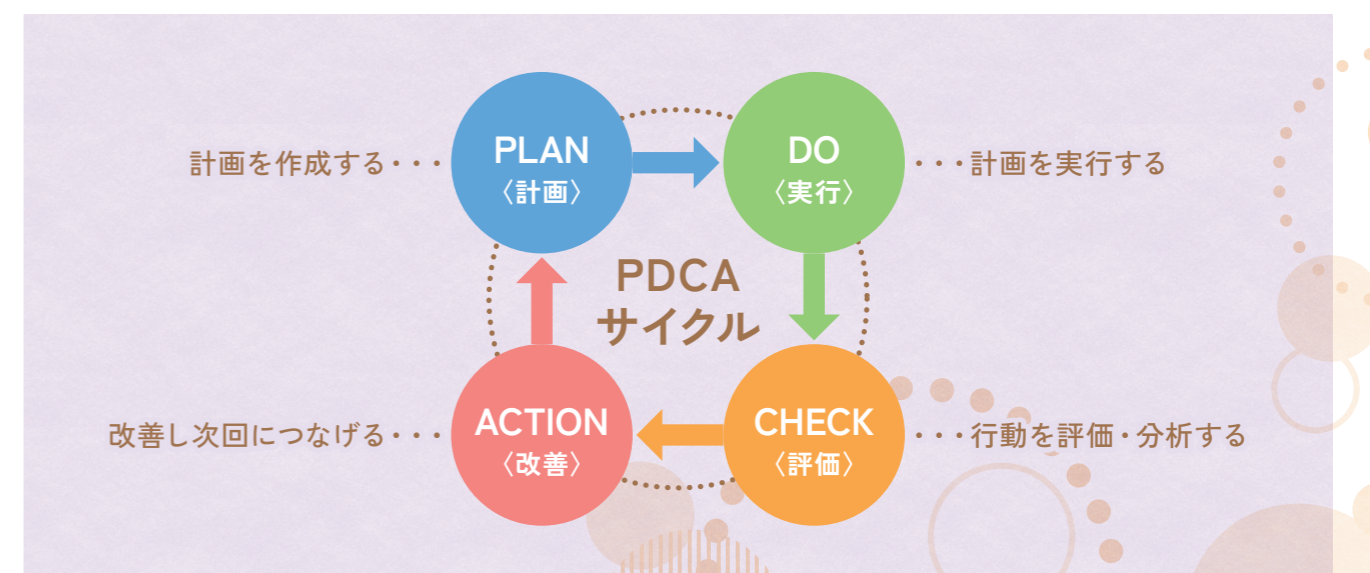 計画を作成する・・・
PLAN
〈計画〉
DO
〈実行〉
・・・計画を実行する
PDCA
サイクル
改善し次回につなげる・・・
ACTION
〈改善〉
CHECK
〈評価〉
・・・行動を評価・分析する